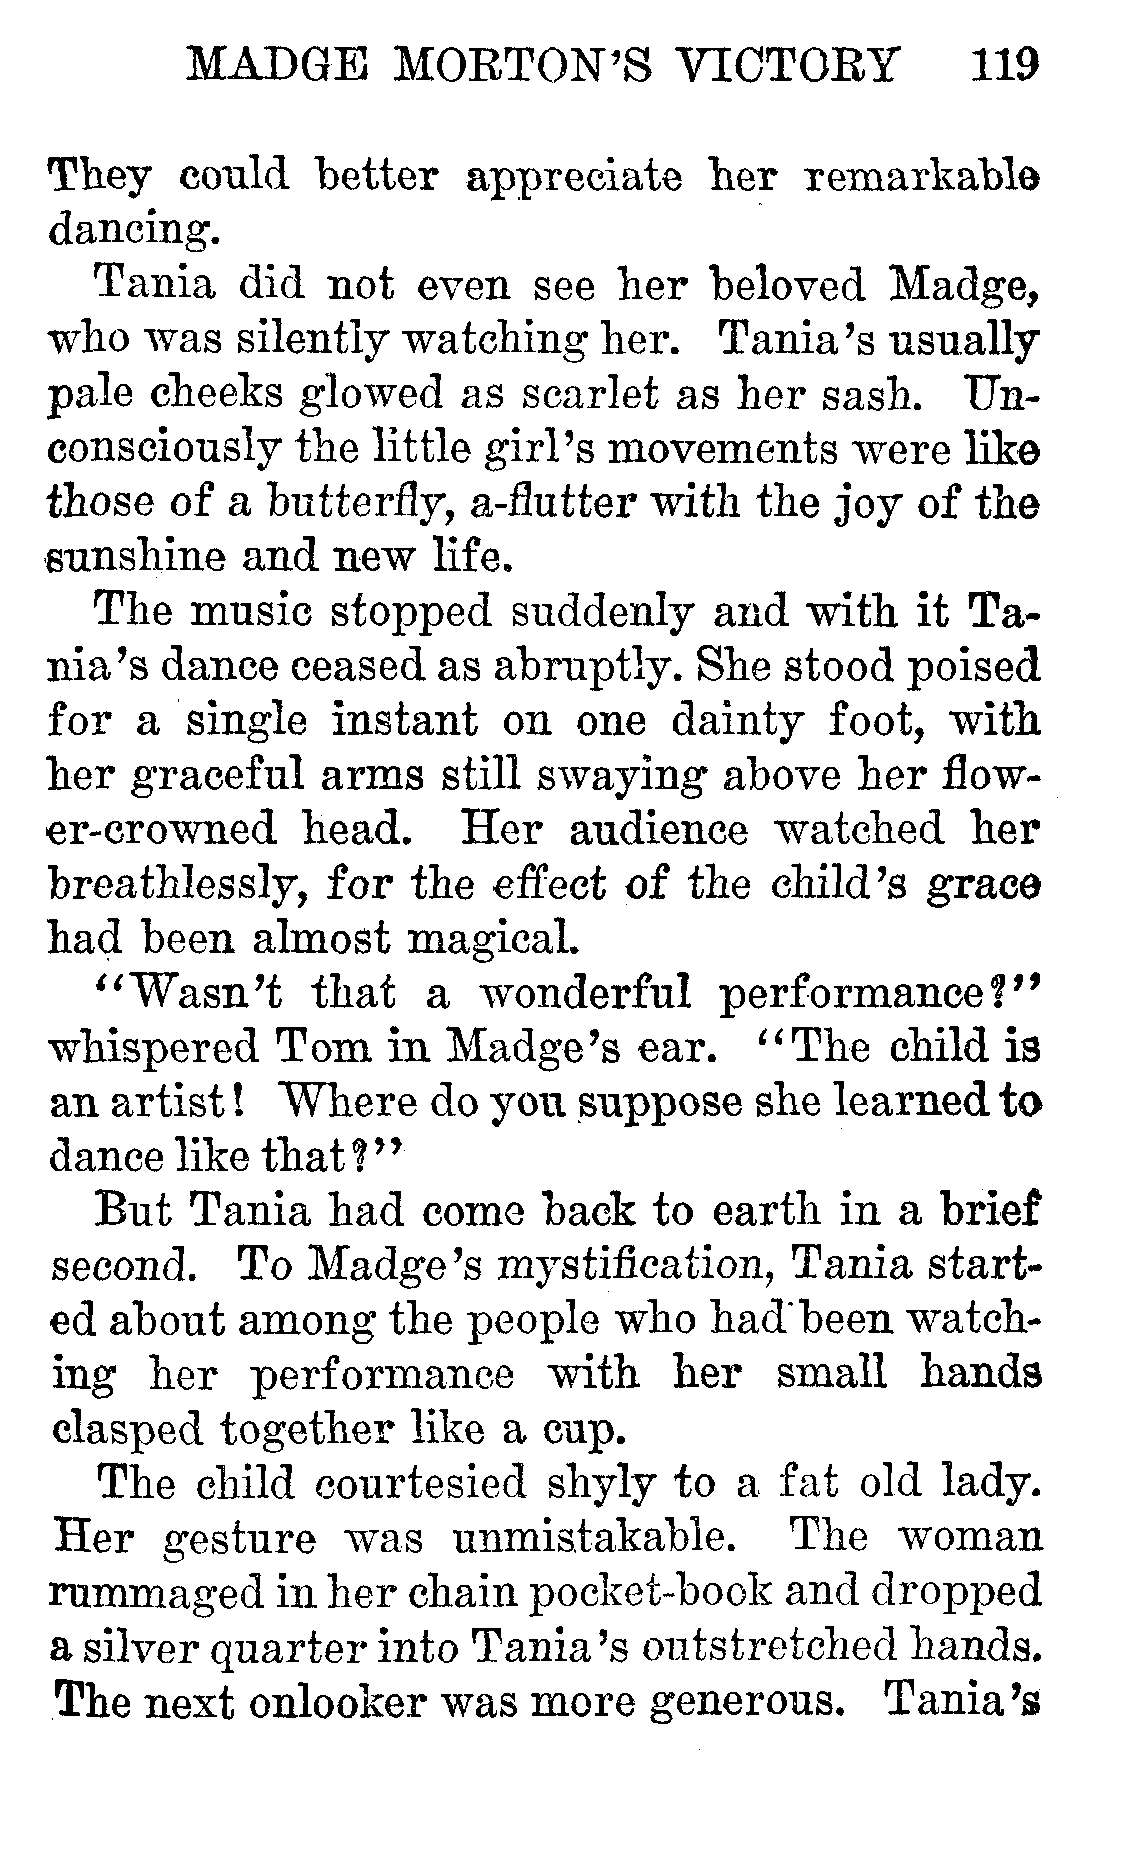 MADGE MORTON'S VICTORY 119
They could better appreciate her remarkable
dancing.
Tania did not even see her beloved Madge,
who was silently watching her. Tania's usually
pale cheeks glowed as scarlet as her sash. Un-
consciously the little girl's movements were like
those of a butterfly, a-flutter with the joy of the
sunshine and new life.
The music stopped suddenly and with it Ta-
nia's dance ceased as abruptly. She stood poised
for a single instant on one dainty foot, with
her graceful arms still swaying above her flow-
er-crowned head. Her audience watched her
breathlessly, for the effect of the child's grace
had been almost magical.
"Wasn't that a wonderful performance?"
whispered Tom in Madge's ear. "The child is
an artist! Where do you suppose she learned to
dance like that?"
But Tania had come back to earth in a brief
second. To Madge's mystification, Tania start-
ed about among the people who had been watch-
ing her performance with her small hands
clasped together like a cup.
The child courtesied shyly to a fat old lady.
Her gesture was unmistakable. The woman
rummaged in her chain pocket-book and dropped
a silver quarter into Tania's outstretched hands.
The next onlooker was more generous. Tania's